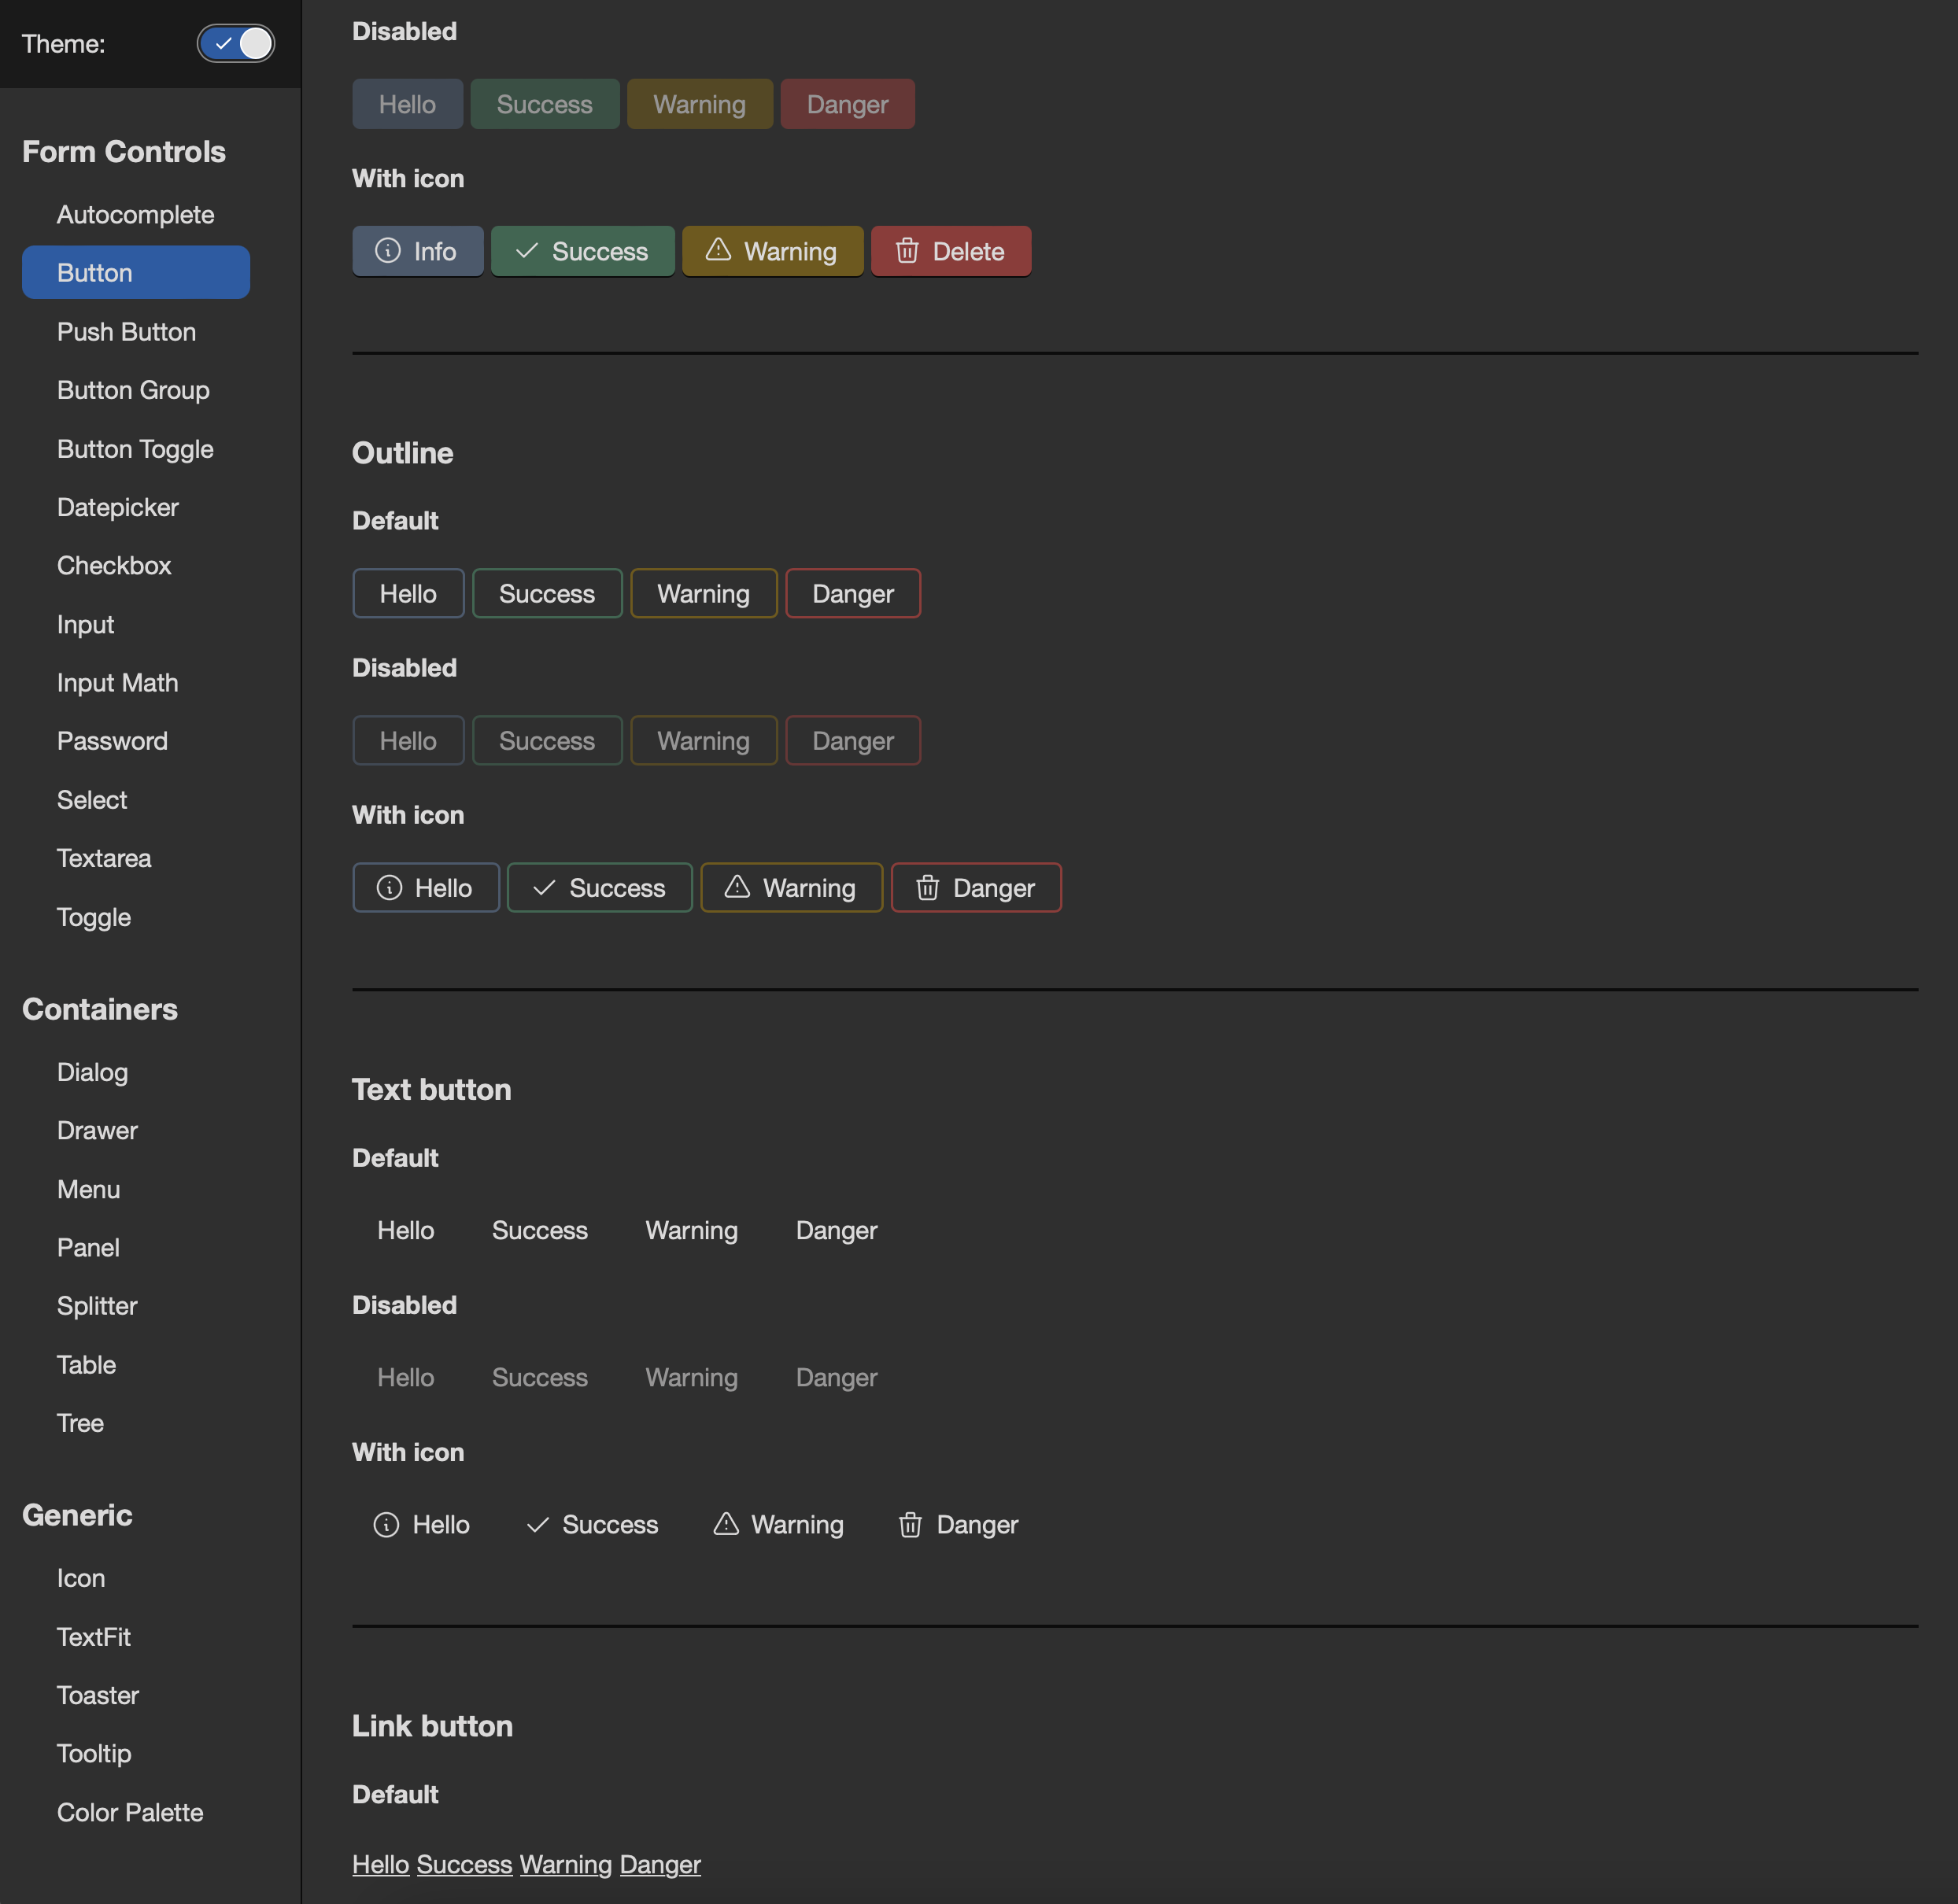 Theme:
Form Controls
Autocomplete
Button
Push Button
Button Group
Button Toggle
Datepicker
Checkbox
Input
Input Math
Password
Select
Textarea
Toggle
Containers
Dialog
Drawer
Menu
Panel
Splitter
Table
Tree
Generic
Icon
TextFit
Toaster
Tooltip
Color Palette
Disabled
Hello Success Warning Danger
With icon
Info Success Warning Delete
Outline
Default
Hello Success Warning Danger
Disabled
Hello Success Warning Danger
With icon
Hello Success Warning Danger
Text button
Default
Hello Success Warning Danger
Disabled
Hello Success Warning Danger
With icon
Hello Success Warning Danger
Link button
Default
Hello Success Warning Danger